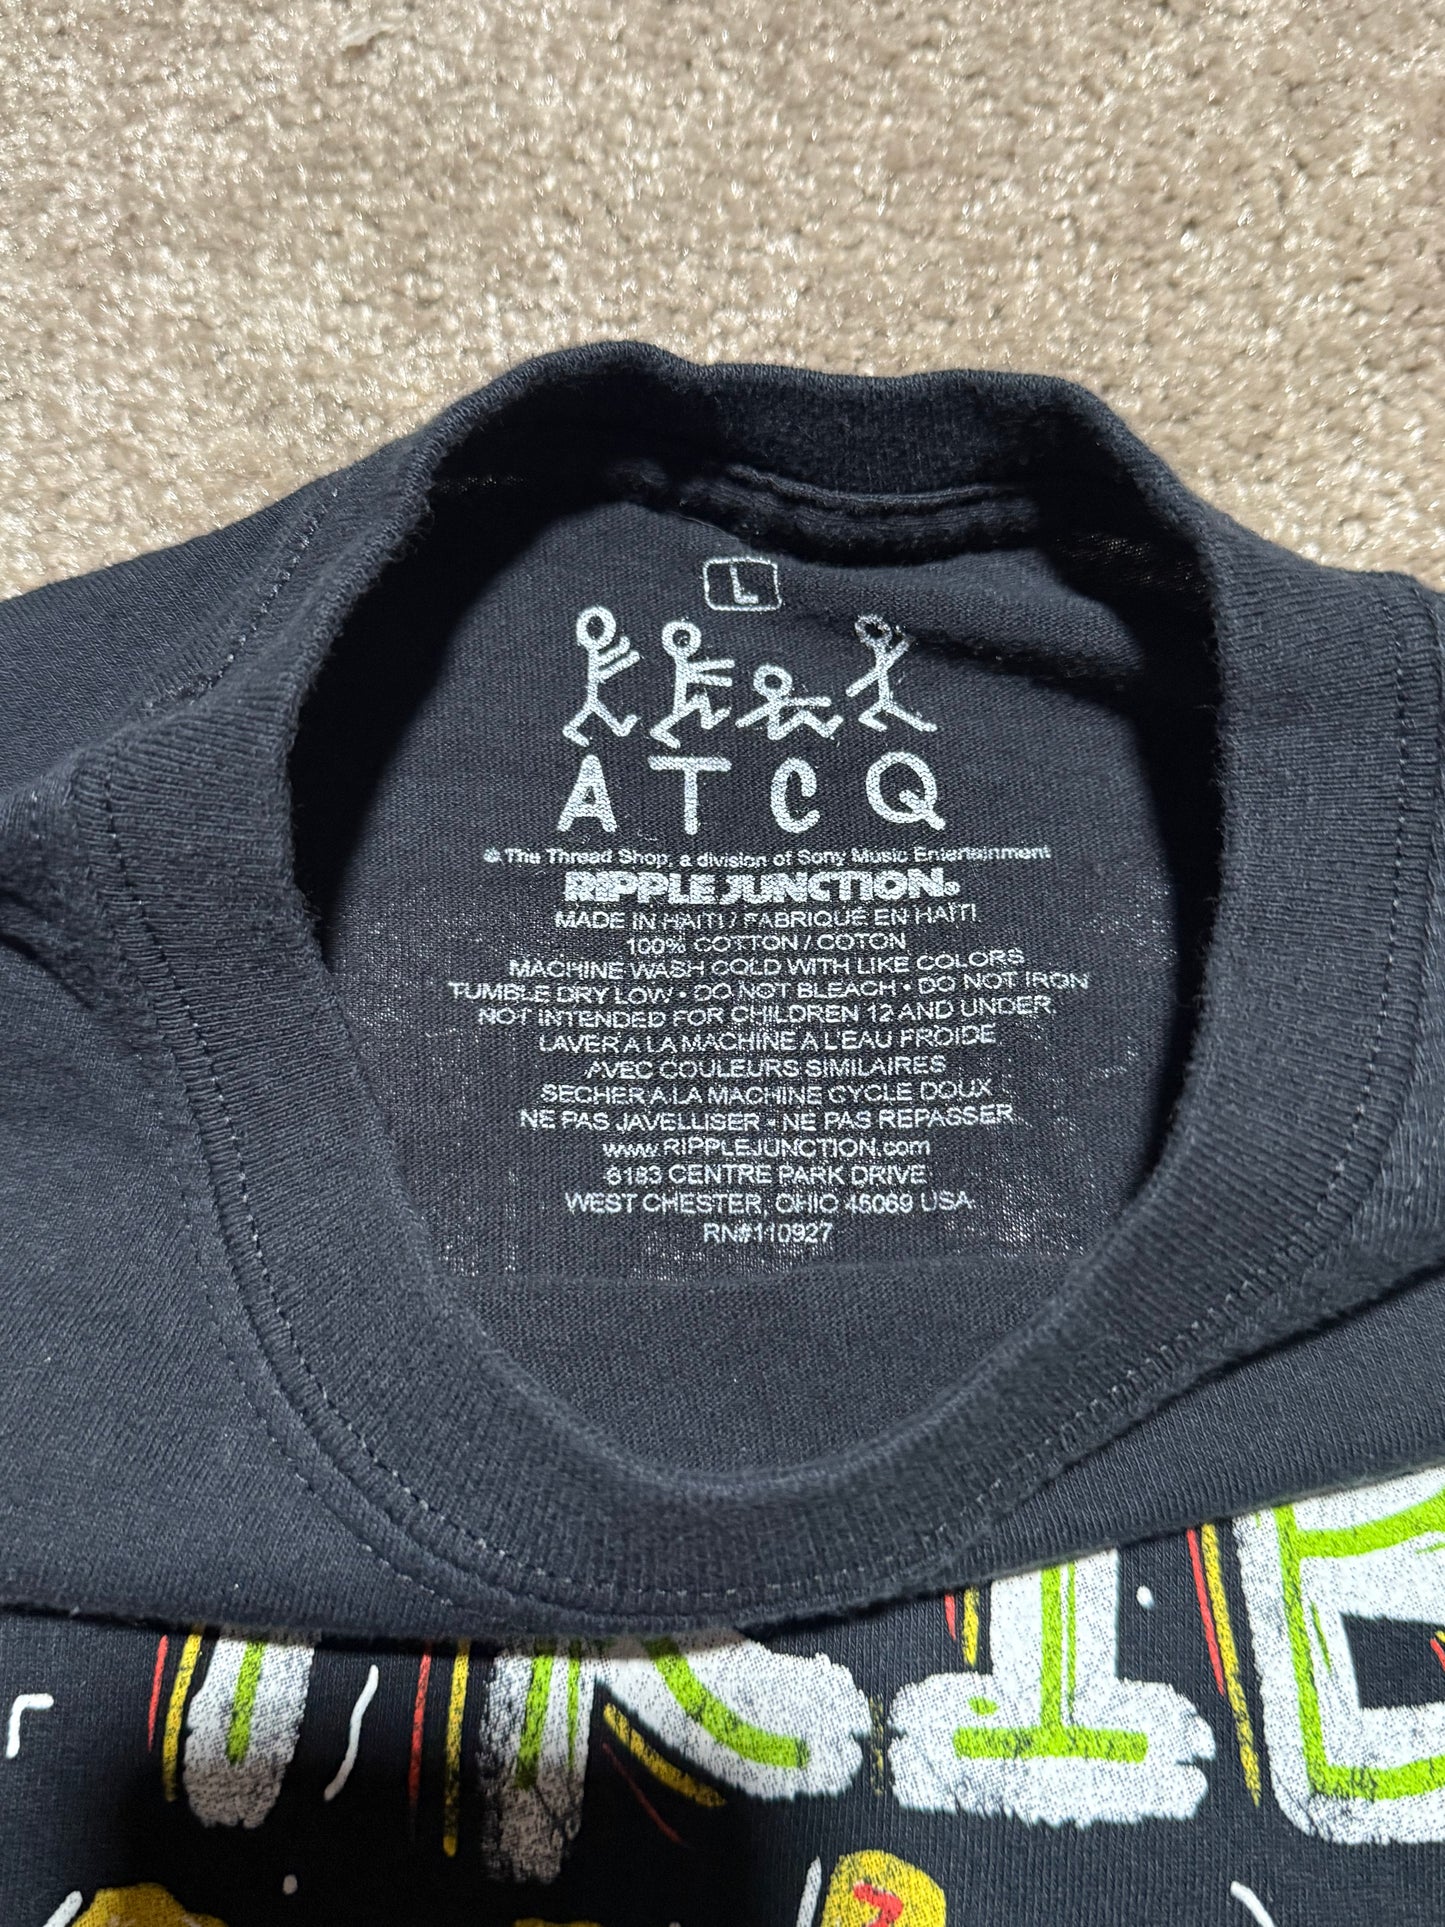 L
A T C Q
© The Thread Shop, a division of Sony Music Entertainment
RIPPLE JUNCTION®
MADE IN HAITI / FABRIQUE EN HAÏTI
100% COTTON / COTON
MACHINE WASH COLD WITH LIKE COLORS
TUMBLE DRY LOW • DO NOT BLEACH • DO NOT IRON
NOT INTENDED FOR CHILDREN 12 AND UNDER.
LAVER A LA MACHINE A L'EAU FROIDE
AVEC COULEURS SIMILAIRES
SECHER A LA MACHINE CYCLE DOUX
NE PAS JAVELLISER • NE PAS REPASSER
www.RIPPLEJUNCTION.com
6183 CENTRE PARK DRIVE
WEST CHESTER, OHIO 45069 USA
RN#110927
TRIBE